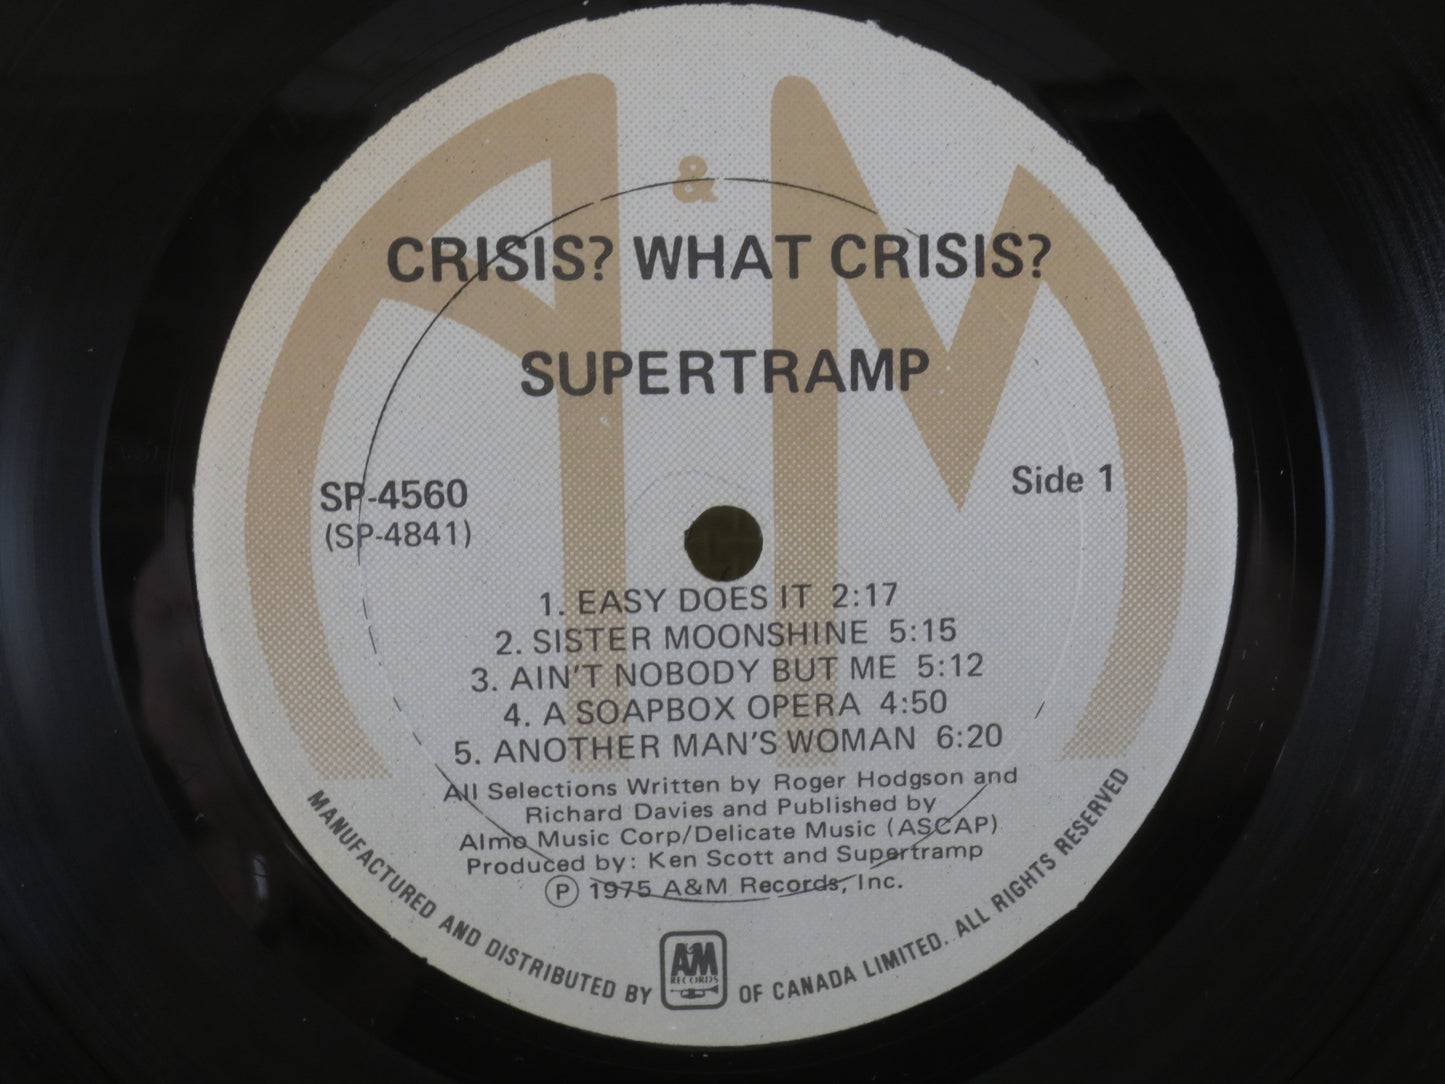 &
CRISIS? WHAT CRISIS?
SUPERTRAMP
SP-4560
(SP-4841)
Side 1
1. EASY DOES IT 2:17
2. SISTER MOONSHINE 5:15
3. AIN'T NOBODY BUT ME 5:12
4. A SOAPBOX OPERA 4:50
5. ANOTHER MAN'S WOMAN 6:20
All Selections Written by Roger Hodgson and
Richard Davies and Published by
Almo Music Corp/Delicate Music (ASCAP)
Produced by: Ken Scott and Supertramp
Ⓟ 1975 A&M Records, Inc.
MANUFACTURED AND DISTRIBUTED BY A&M RECORDS OF CANADA LIMITED. ALL RIGHTS RESERVED